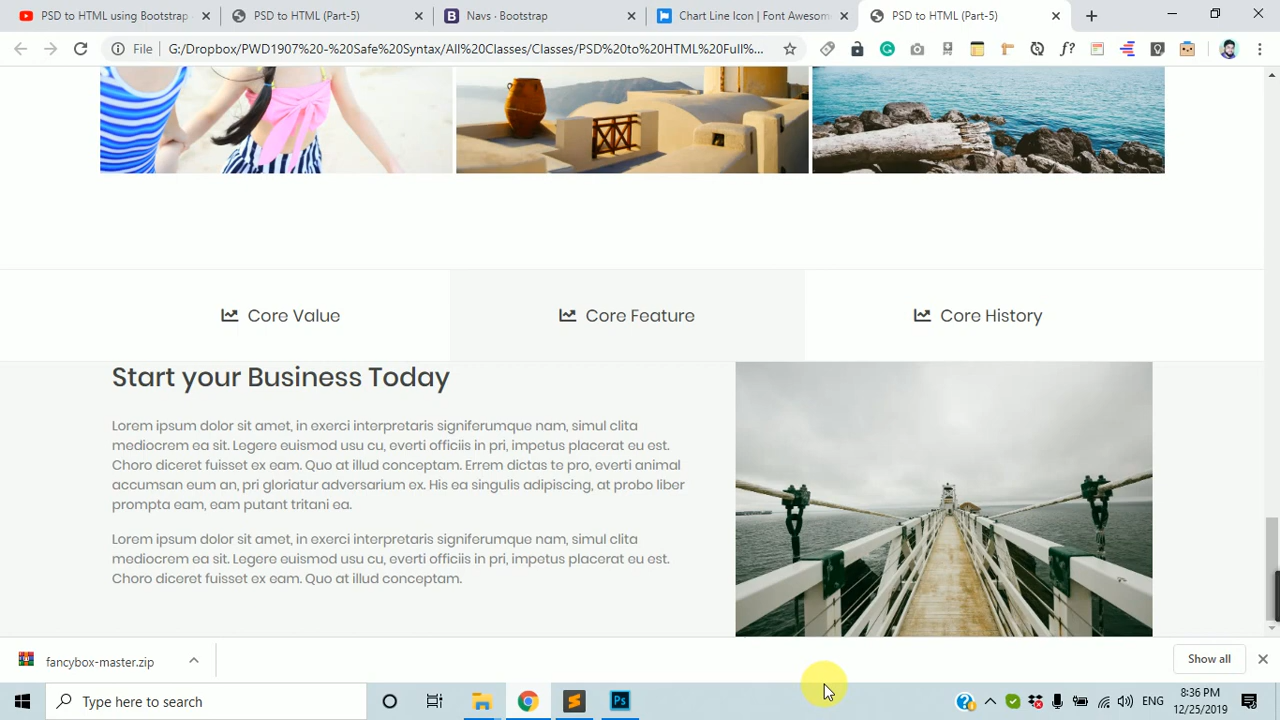 PSD to HTML using Bootstrap
PSD to HTML (Part-5)
Navs · Bootstrap
Chart Line Icon | Font Awesom
PSD to HTML (Part-5)
File
G:/Dropbox/PWD1907%20-%20Safe%20Syntax/All%20Classes/Classes/PSD%20to%20HTML%20Full%...
f?
Core Value
Core Feature
Core History
Start your Business Today
Lorem ipsum dolor sit amet, in exerci interpretaris signiferumque nam, simul clita
mediocrem ea sit. Legere euismod usu cu, everti officiis in pri, impetus placerat eu est.
Choro diceret fuisset ex eam. Quo at illud conceptam. Errem dictas te pro, everti animal
accumsan eum an, pri gloriatur adversarium ex. His ea singulis adipiscing, at probo liber
prompta eam, eam putant tritani ea.
Lorem ipsum dolor sit amet, in exerci interpretaris signiferumque nam, simul clita
mediocrem ea sit. Legere euismod usu cu, everti officiis in pri, impetus placerat eu est.
Choro diceret fuisset ex eam. Quo at illud conceptam.
fancybox-master.zip
Show all
Type here to search
Ps
ENG
8:36 PM
12/25/2019